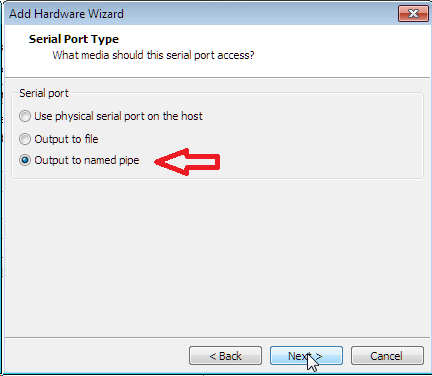 Add Hardware Wizard
Serial Port Type
What media should this serial port access?
Serial port
Use physical serial port on the host
Output to file
Output to named pipe
< Back
Next >
Cancel